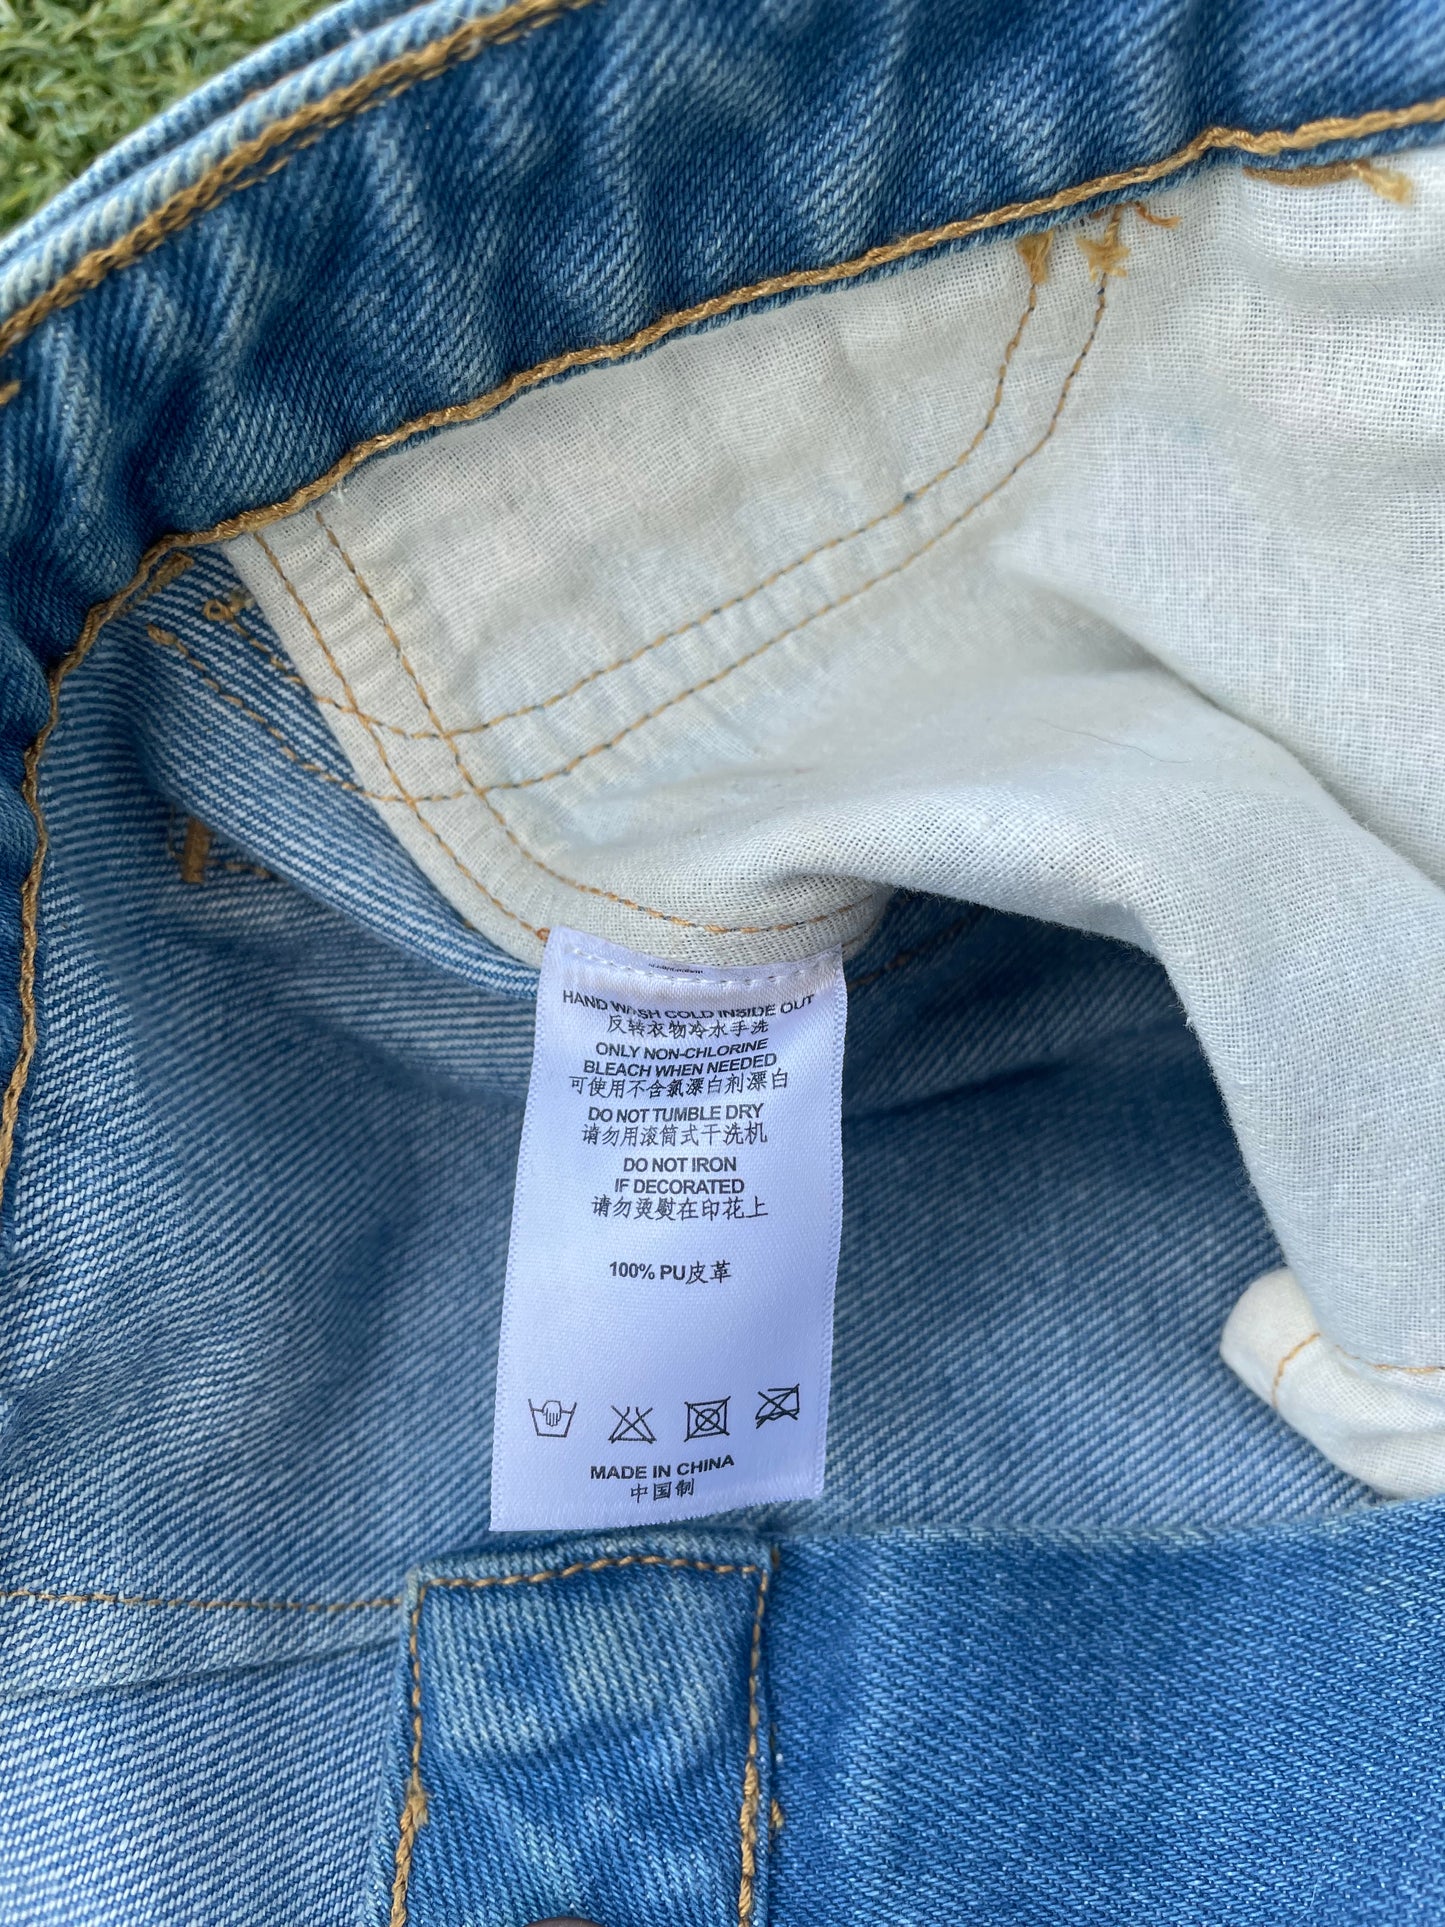 HAND WASH COLD INSIDE OUT
反转衣物冷水手洗
ONLY NON-CHLORINE
BLEACH WHEN NEEDED
可使用不含氯漂白剂漂白
DO NOT TUMBLE DRY
请勿用滚筒式干洗机
DO NOT IRON
IF DECORATED
请勿烫熨在印花上
100% PU皮革
MADE IN CHINA
中国制